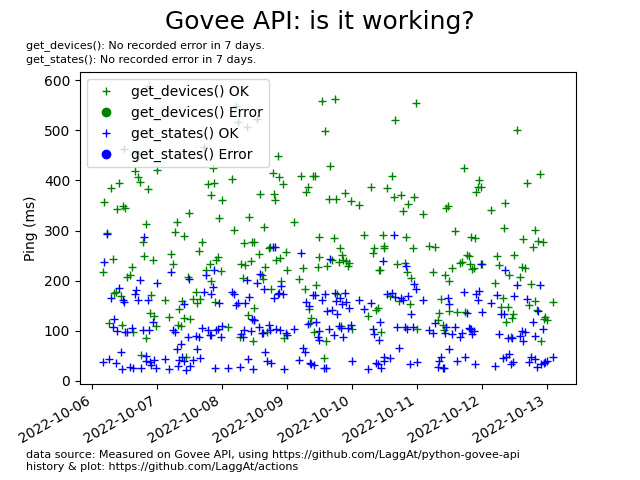 Govee API: is it working?
get_devices(): No recorded error in 7 days.
get_states(): No recorded error in 7 days.
get_devices() OK
get_devices() Error
get_states() OK
get_states() Error
Ping (ms)
600
500
400
300
200
100
0
2022-10-06
2022-10-07
2022-10-08
2022-10-09
2022-10-10
2022-10-11
2022-10-12
2022-10-13
data source: Measured on Govee API, using https://github.com/LaggAt/python-govee-api
history & plot: https://github.com/LaggAt/actions